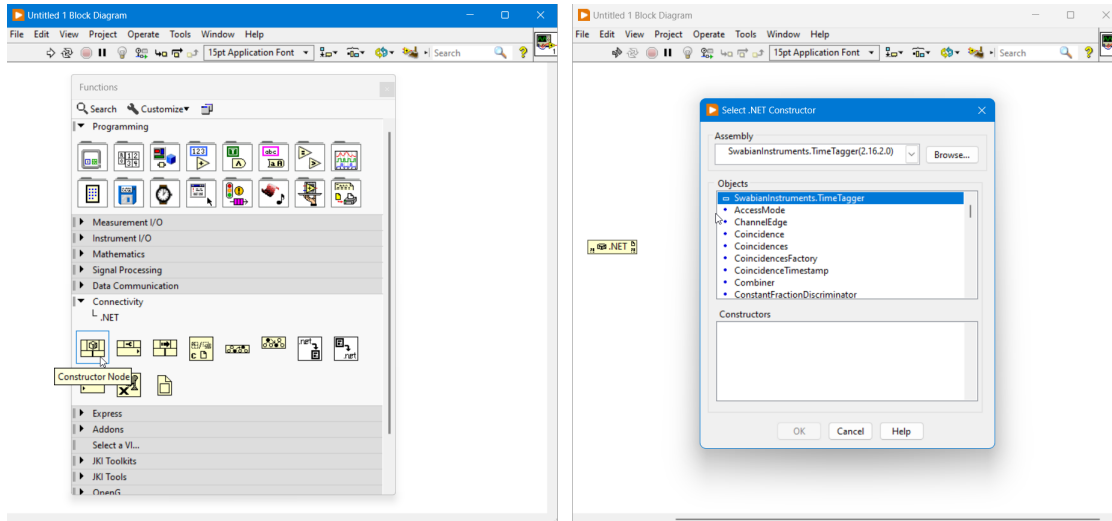 Untitled 1 Block Diagram
File Edit View Project Operate Tools Window Help
15pt Application Font
Search
1
Functions
Search Customize
Programming
Measurement I/O
Instrument I/O
Mathematics
Signal Processing
Data Communication
Connectivity
.NET
Constructor Node
Express
Addons
Select a VI...
JKI Toolkits
JKI Tools
OpenG
Untitled 1 Block Diagram
File Edit View Project Operate Tools Window Help
15pt Application Font
Search
.NET
Select .NET Constructor
Assembly
SwabianInstruments.TimeTagger(2.16.2.0)
Browse...
Objects
SwabianInstruments.TimeTagger
AccessMode
ChannelEdge
Coincidence
Coincidences
CoincidencesFactory
CoincidenceTimestamp
Combiner
ConstantFractionDiscriminator
Constructors
OK Cancel Help